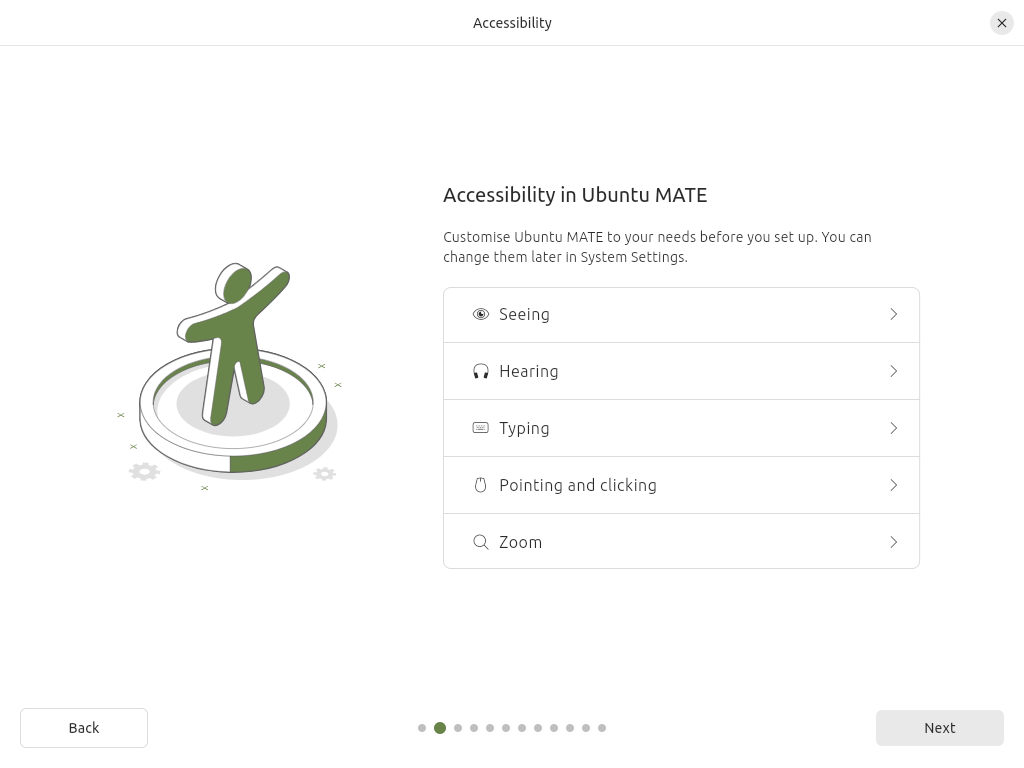 Accessibility
Accessibility in Ubuntu MATE
Customise Ubuntu MATE to your needs before you set up. You can
change them later in System Settings.
Seeing
Hearing
Typing
Pointing and clicking
Zoom
Back
Next